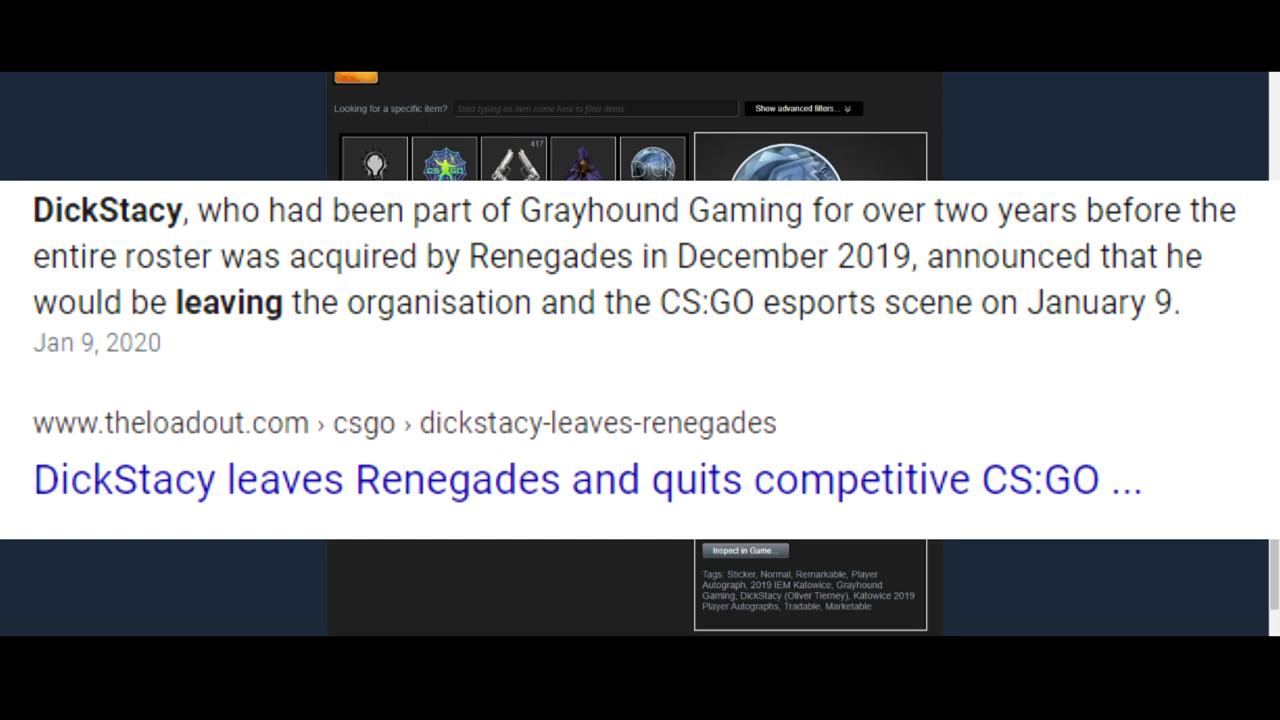 Looking for a specific item? Start typing an item name here to filter items Show advanced filters...
417
CS GO
DICK
DickStacy, who had been part of Grayhound Gaming for over two years before the
entire roster was acquired by Renegades in December 2019, announced that he
would be leaving the organisation and the CS:GO esports scene on January 9.
Jan 9, 2020
www.theloadout.com › csgo › dickstacy-leaves-renegades
DickStacy leaves Renegades and quits competitive CS:GO ...
Inspect in Game...
Tags: Sticker, Normal, Remarkable, Player
Autograph, 2019 IEM Katowice, Grayhound
Gaming, DickStacy (Oliver Tierney), Katowice 2019
Player Autographs, Tradable, Marketable